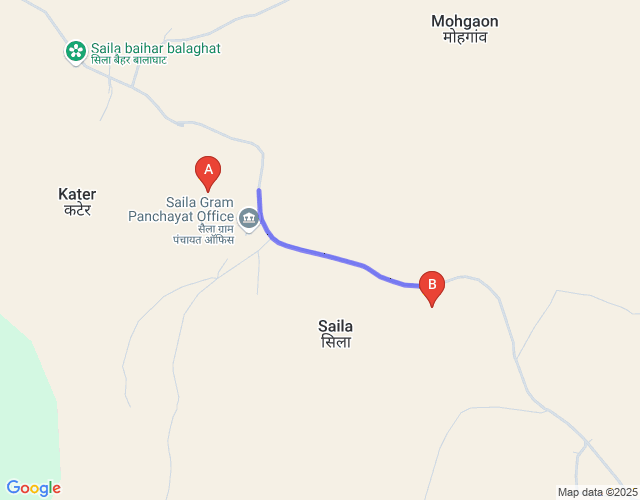 Mohgaon
मोहगांव
Saila baihar balaghat
सिला बैहर बालाघाट
A
Kater
कटेर
Saila Gram
Panchayat Office
सैला ग्राम
पंचायत ऑफिस
B
Saila
सिला
Google
Map data ©2025